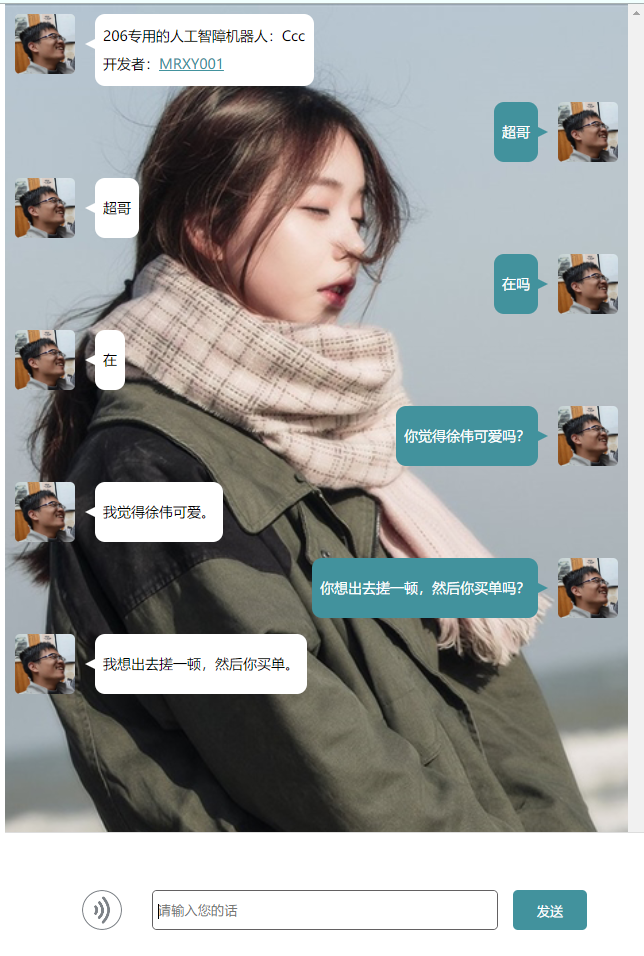 206专用的人工智障机器人：Ccc
开发者：MRXY001
超哥
超哥
在吗
在
你觉得徐伟可爱吗？
我觉得徐伟可爱。
你想出去搓一顿，然后你买单吗？
我想出去搓一顿，然后你买单。
请输入您的话
发送